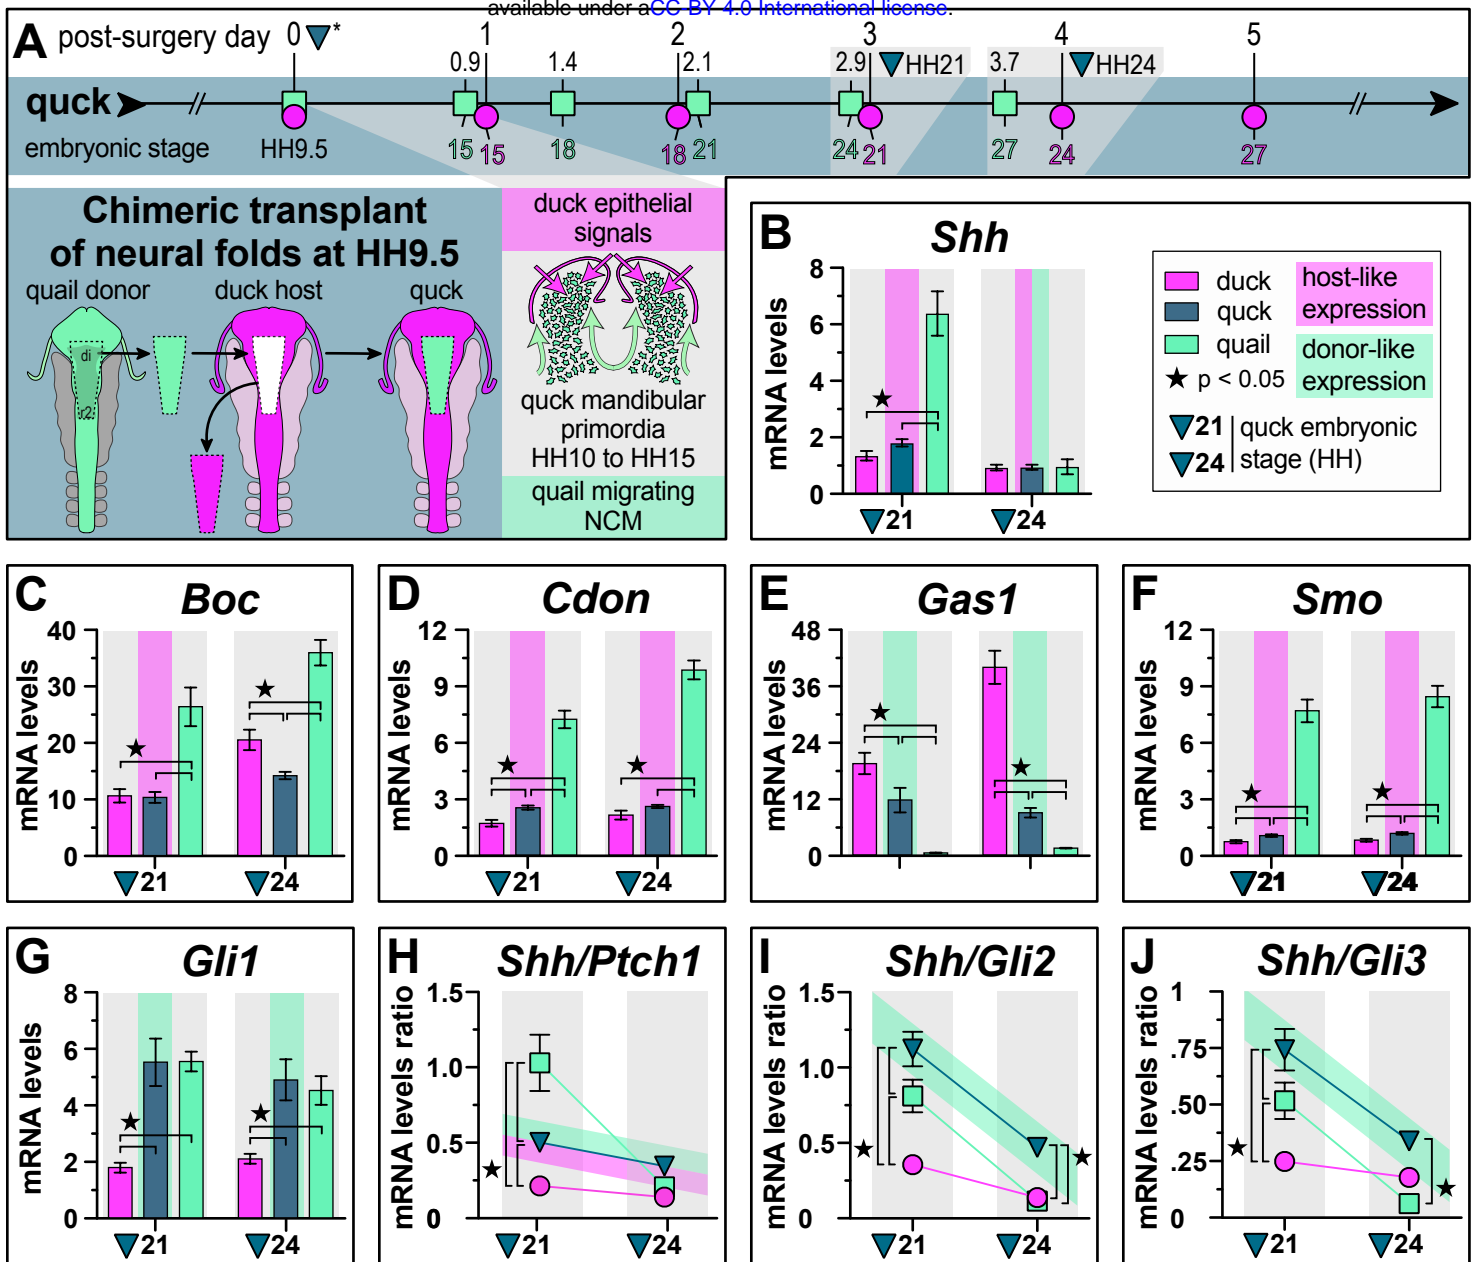 available under aCC-BY 4.0 International license.
A post-surgery day 0 * 1 2 3 4 5
0.9 1.4 2.1 2.9 HH21 3.7 HH24
quck
embryonic stage HH9.5 15 15 18 18 21 24 21 27 24 27
Chimeric transplant
of neural folds at HH9.5
quail donor duck host quck
di
r2
duck epithelial
signals
quck mandibular
primordia
HH10 to HH15
quail migrating
NCM
B Shh
mRNA levels
8
6
4
2
0
21 24
duck
quck
quail
★ p < 0.05
host-like
expression
donor-like
expression
21
24
quck embryonic
stage (HH)
C Boc
mRNA levels
40
30
20
10
0
★ ★
21 24
D Cdon
mRNA levels
12
9
6
3
0
★ ★
21 24
E Gas1
mRNA levels
48
36
24
12
0
★ ★
F Smo
mRNA levels
12
9
6
3
0
★ ★
21 24
G Gli1
mRNA levels
8
6
4
2
0
★ ★
21 24
H Shh/Ptch1
mRNA levels ratio
1.5
1.0
0.5
0
★
21 24
I Shh/Gli2
mRNA levels ratio
1.5
1.0
0.5
0
★ ★
21 24
J Shh/Gli3
mRNA levels ratio
1
.75
.50
.25
0
★ ★
21 24